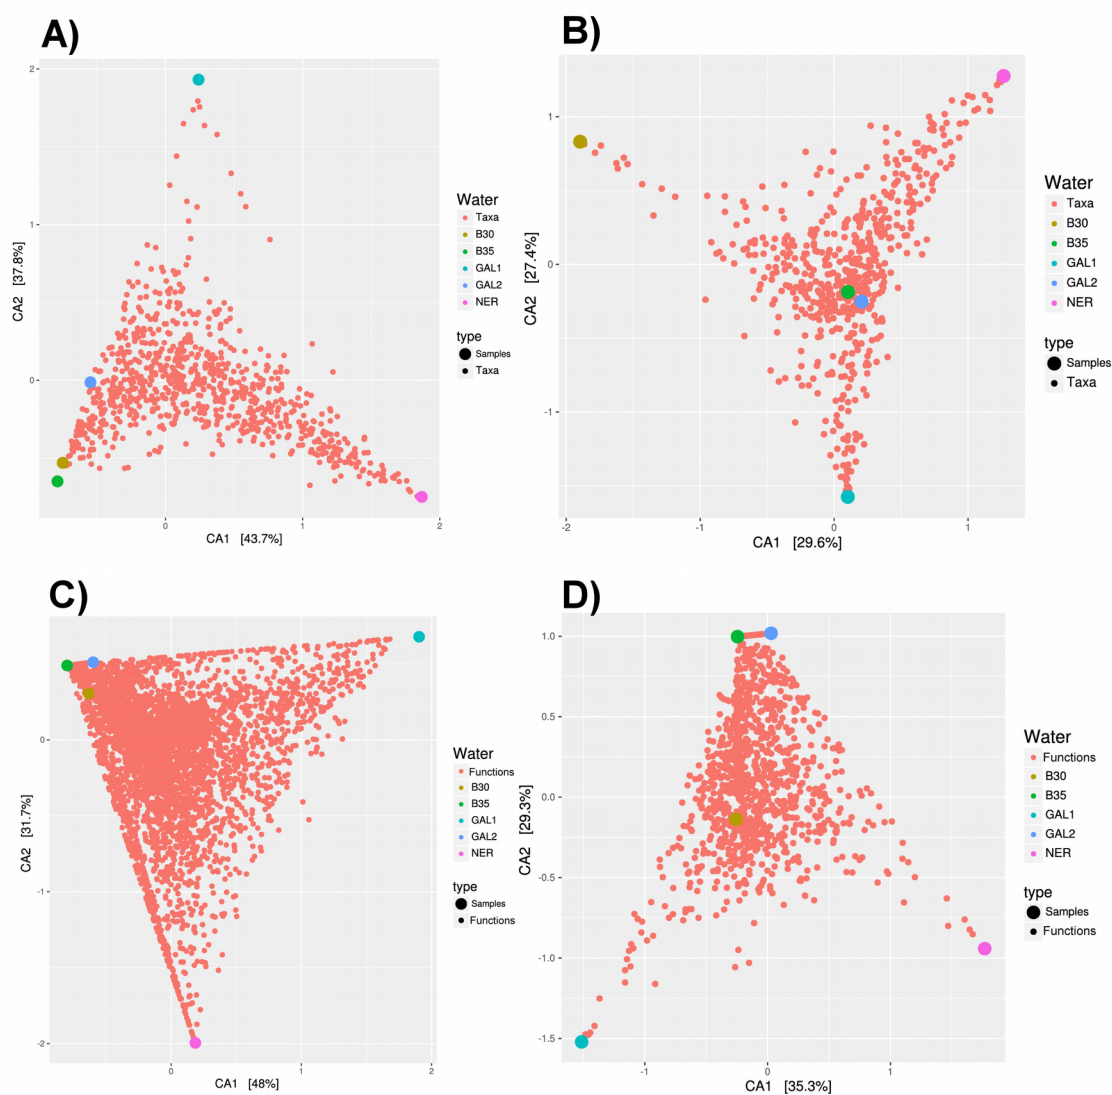 A)
2
1
0
0
1
2
CA2 [37.8%]
CA1 [43.7%]
Water
Taxa
B30
B35
GAL1
GAL2
NER
type
Samples
Taxa
B)
1
0
-1
-2
-1
0
1
CA2 [27.4%]
CA1 [29.6%]
Water
Taxa
B30
B35
GAL1
GAL2
NER
type
Samples
Taxa
C)
0
-1
-2
0
1
2
CA2 [31.7%]
CA1 [48%]
Water
Functions
B30
B35
GAL1
GAL2
NER
type
Samples
Functions
D)
1.0
0.5
0.0
-0.5
-1.0
-1.5
-1
0
1
CA2 [29.3%]
CA1 [35.3%]
Water
Functions
B30
B35
GAL1
GAL2
NER
type
Samples
Functions